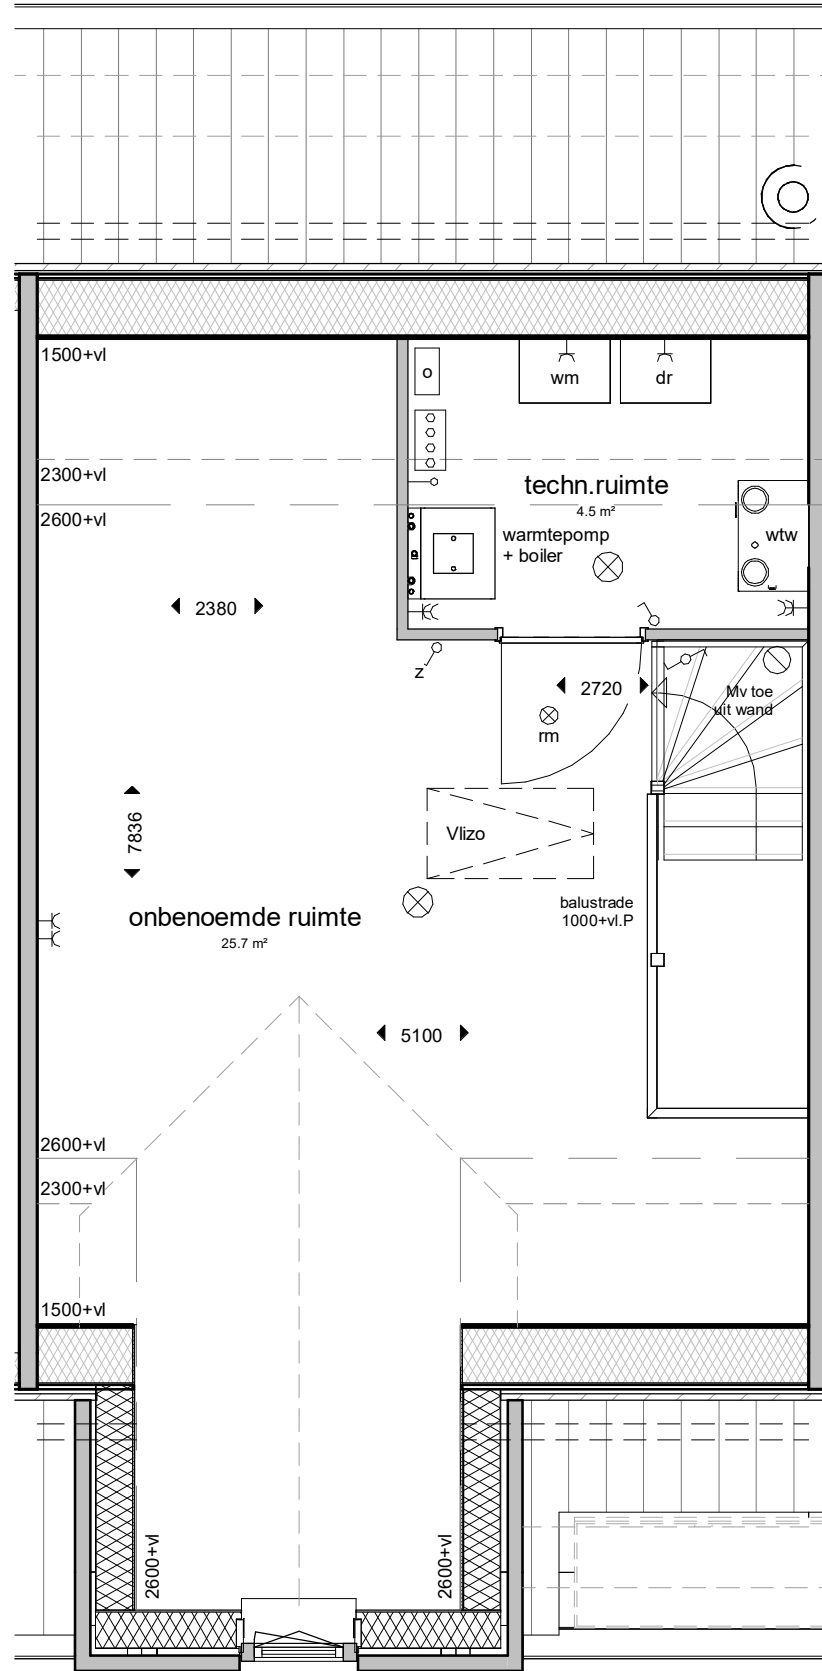 1500+vl
o
wm
dr
2300+vl
techn.ruimte
4.5 m²
2600+vl
warmtepomp
+ boiler
wtw
2380
z
2720
Mv toe
uit wand
rm
7836
Vlizo
onbenoemde ruimte
25.7 m²
balustrade
1000+vl.P
5100
2600+vl
2300+vl
1500+vl
2600+vl
2600+vl